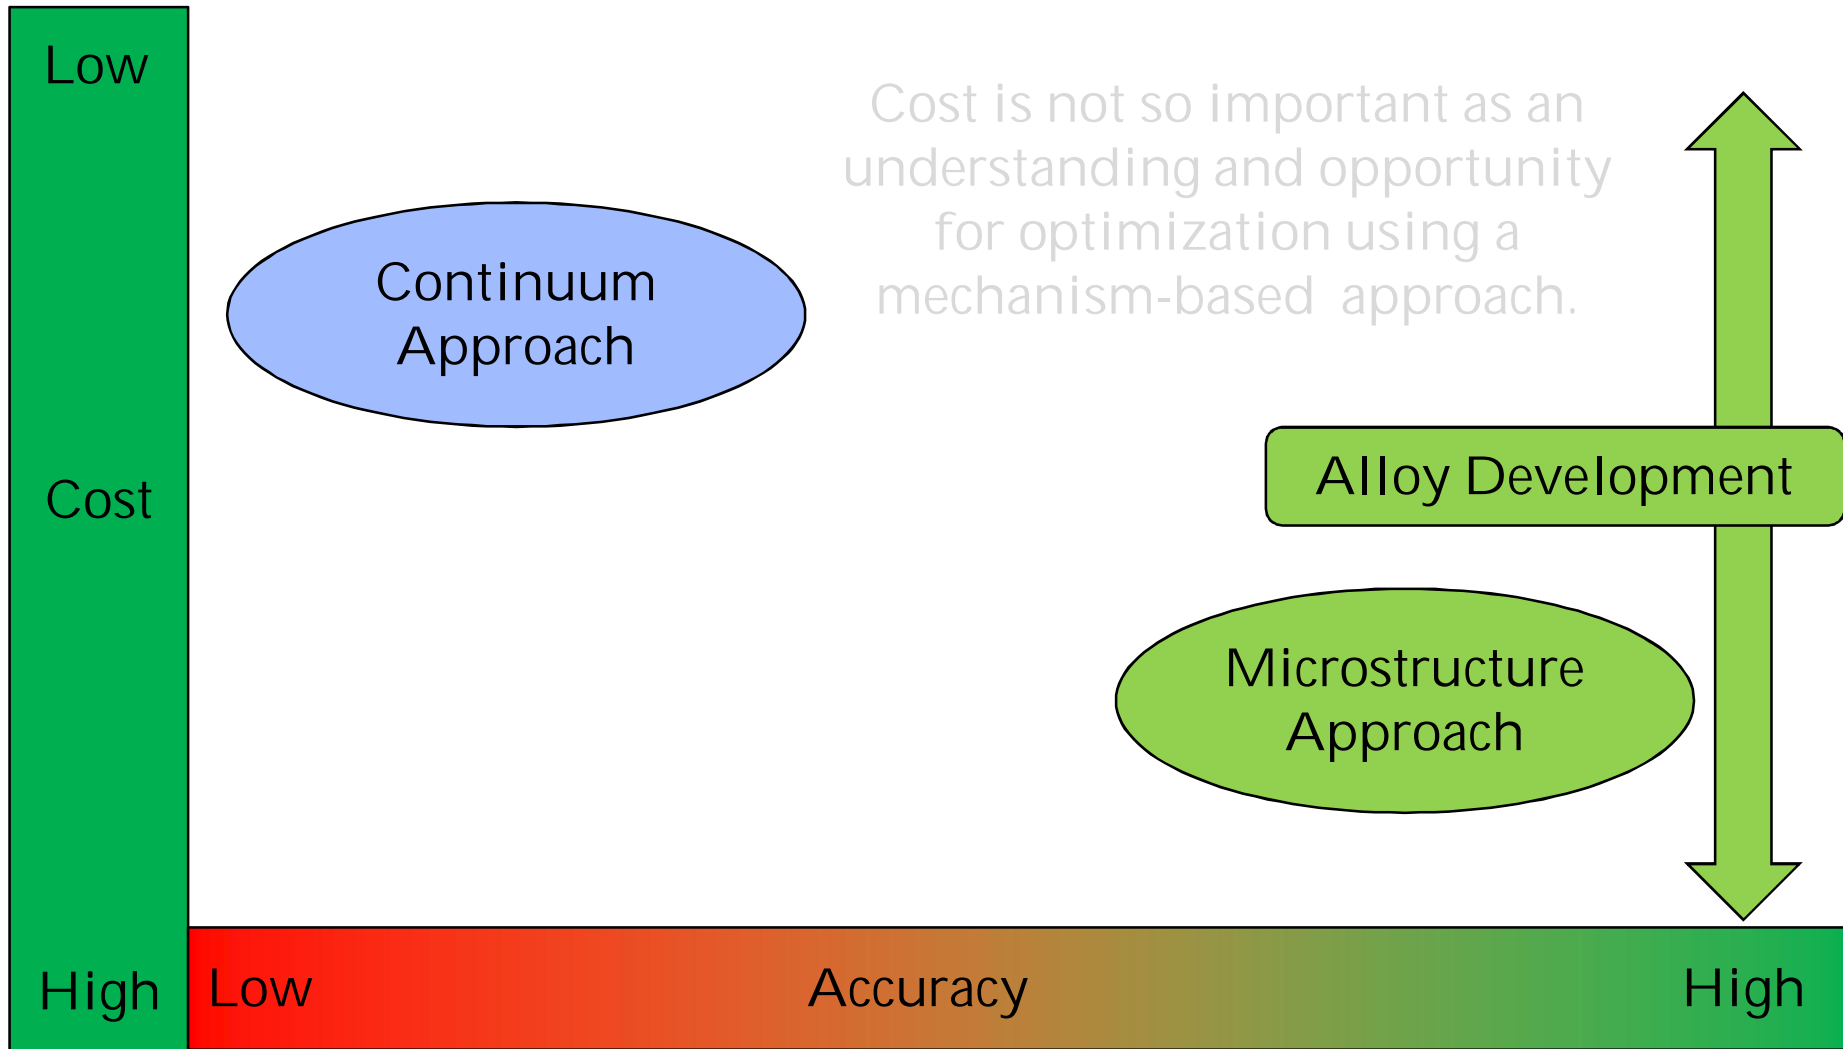 Low
Cost is not so important as an
understanding and opportunity
for optimization using a
mechanism-based approach.
Continuum
Approach
Alloy Development
Cost
Microstructure
Approach
High
Low
Accuracy
High